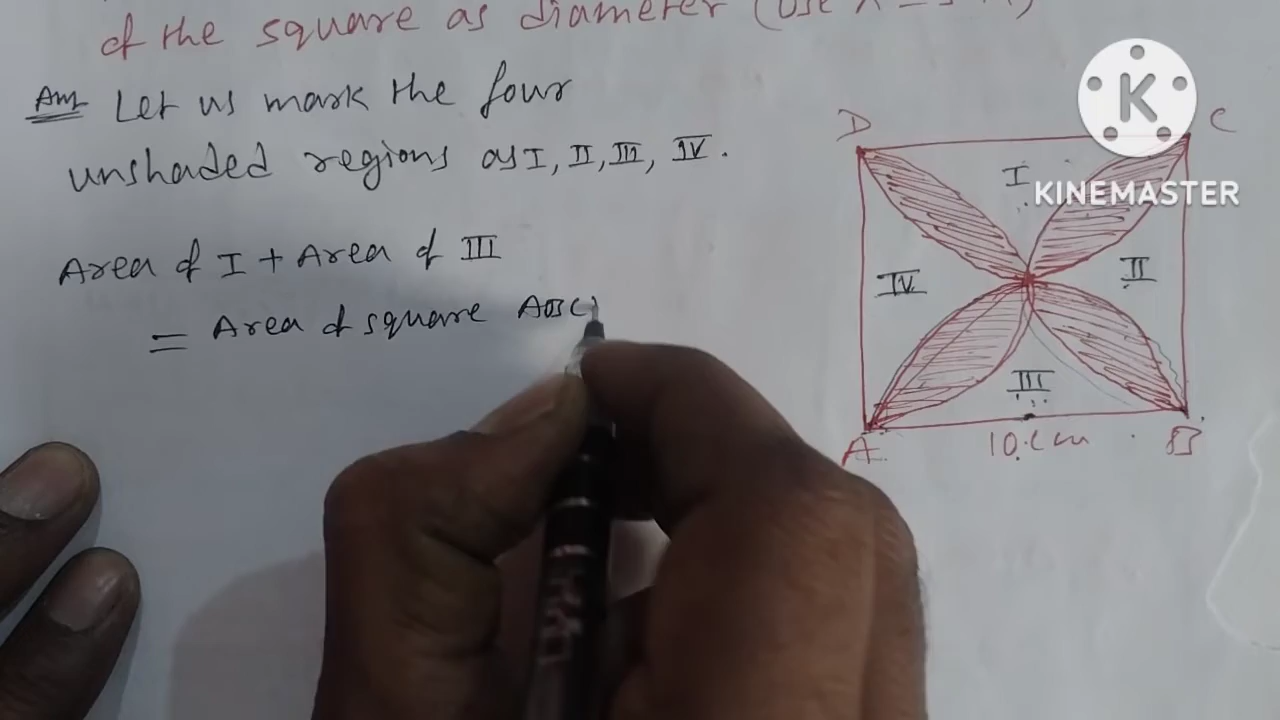 of the square as diameter (Use
Ans Let us mark the four
unshaded regions as I, II, III, IV.
Area of I + Area of III
= Area of square ABC
D
C
I
II
III
IV
A
10 cm
B
K
KINEMASTER